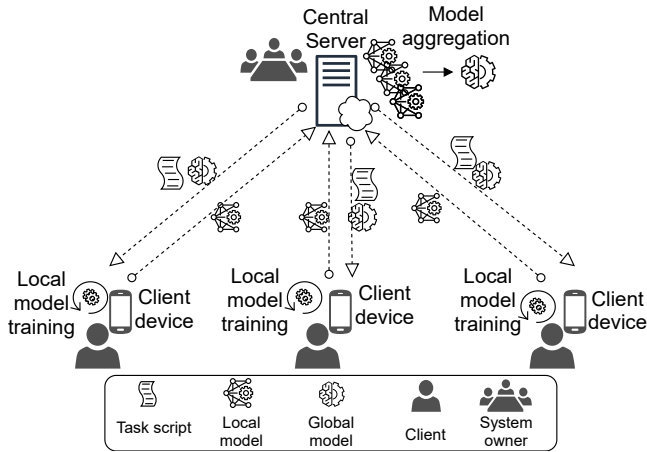 Central
Server
Model
aggregation
Local
model
training
Client
device
Local
model
training
Client
device
Local
model
training
Client
device
Task script
Local
model
Global
model
Client
System
owner